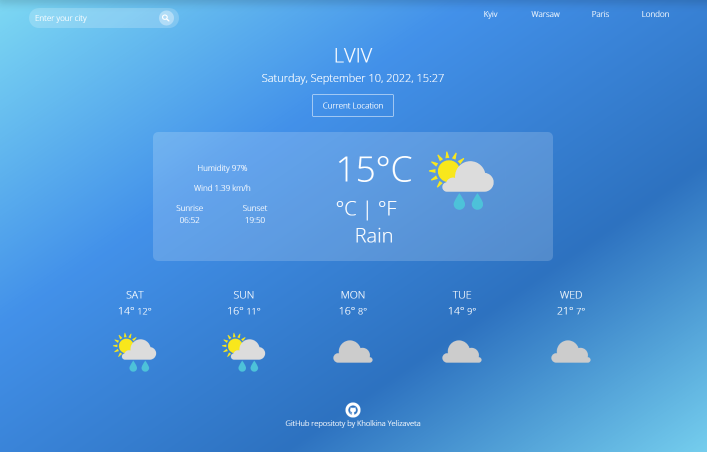 Enter your city
Kyiv Warsaw Paris London
LVIV
Saturday, September 10, 2022, 15:27
Current Location
Humidity 97%
Wind 1.39 km/h
Sunrise Sunset
06:52 19:50
15°C
°C | °F
Rain
SAT SUN MON TUE WED
14° 12° 16° 11° 16° 8° 14° 9° 21° 7°
GitHub repositoty by Kholkina Yelizaveta